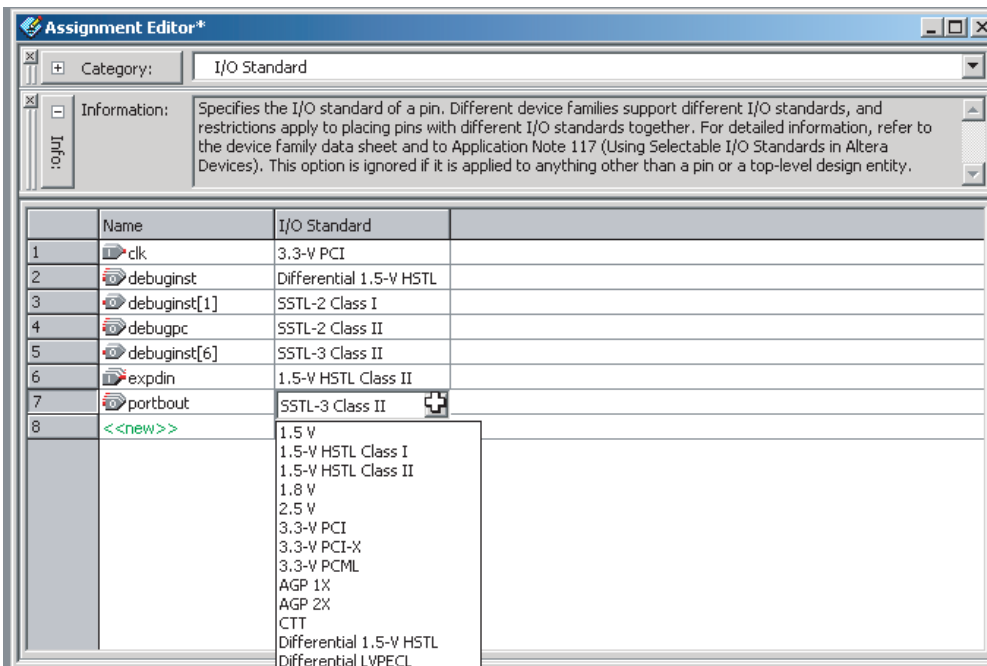 Assignment Editor*
Category: I/O Standard
Info:
Information:
Specifies the I/O standard of a pin. Different device families support different I/O standards, and
restrictions apply to placing pins with different I/O standards together. For detailed information, refer to
the device family data sheet and to Application Note 117 (Using Selectable I/O Standards in Altera
Devices). This option is ignored if it is applied to anything other than a pin or a top-level design entity.
Name I/O Standard
1 clk 3.3-V PCI
2 debuginst Differential 1.5-V HSTL
3 debuginst[1] SSTL-2 Class I
4 debugpc SSTL-2 Class II
5 debuginst[6] SSTL-3 Class II
6 expdin 1.5-V HSTL Class II
7 portbout SSTL-3 Class II
8 <<new>>
1.5 V
1.5-V HSTL Class I
1.5-V HSTL Class II
1.8 V
2.5 V
3.3-V PCI
3.3-V PCI-X
3.3-V PCML
AGP 1X
AGP 2X
CTT
Differential 1.5-V HSTL
Differential LVPECL